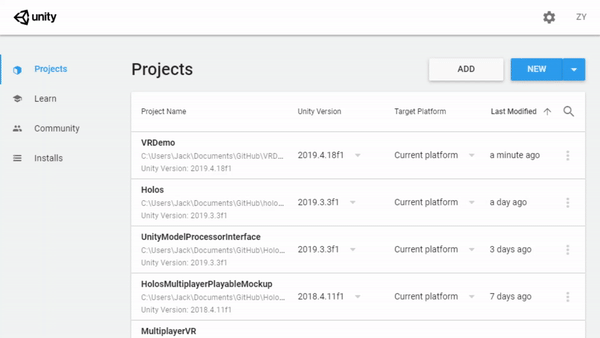 unity
ZY
Projects
Learn
Community
Installs
Projects
ADD
NEW
Project Name Unity Version Target Platform Last Modified
VRDemo
C:\Users\Jack\Documents\GitHub\VRD...
Unity Version: 2019.4.18f1
2019.4.18f1 Current platform a minute ago
Holos
C:\Users\Jack\Documents\GitHub\holo...
Unity Version: 2019.3.3f1
2019.3.3f1 Current platform a day ago
UnityModelProcessorInterface
C:\Users\Jack\Documents\GitHub\Holo...
Unity Version: 2019.3.3f1
2019.3.3f1 Current platform 3 days ago
HolosMultiplayerPlayableMockup
C:\Users\Jack\Documents\GitHub\Holo...
Unity Version: 2018.4.11f1
2018.4.11f1 Current platform 7 days ago
MultiplayerVR